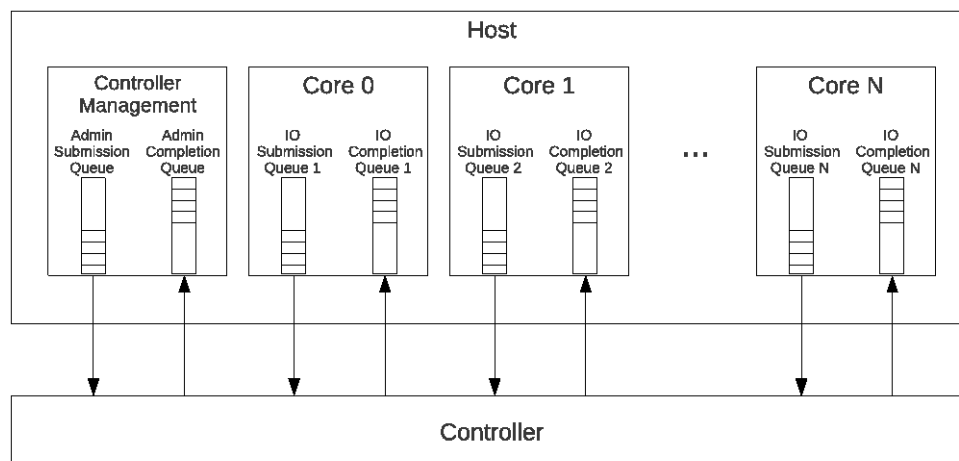 Host
Controller
Management
Admin
Submission
Queue
Admin
Completion
Queue
Core 0
IO
Submission
Queue 1
IO
Completion
Queue 1
Core 1
IO
Submission
Queue 2
IO
Completion
Queue 2
...
Core N
IO
Submission
Queue N
IO
Completion
Queue N
Controller